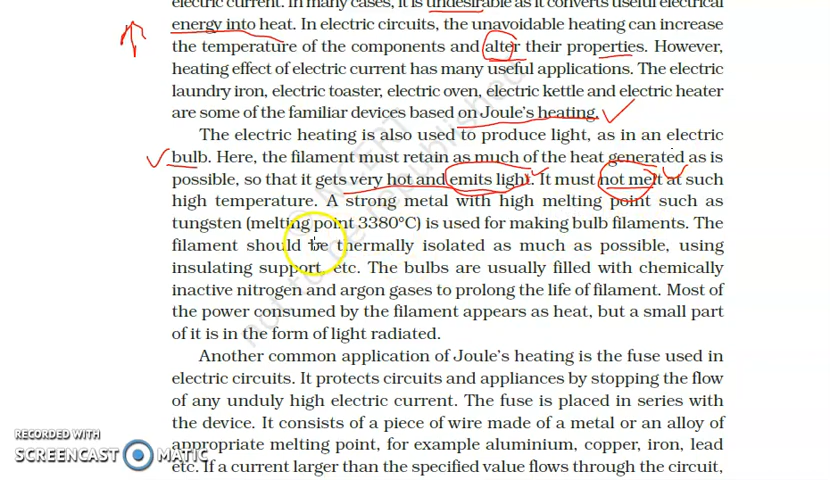 electric current. In many cases, it is undesirable as it converts useful electrical
energy into heat. In electric circuits, the unavoidable heating can increase
the temperature of the components and alter their properties. However,
heating effect of electric current has many useful applications. The electric
laundry iron, electric toaster, electric oven, electric kettle and electric heater
are some of the familiar devices based on Joule's heating.
The electric heating is also used to produce light, as in an electric
bulb. Here, the filament must retain as much of the heat generated as is
possible, so that it gets very hot and emits light. It must not melt at such
high temperature. A strong metal with high melting point such as
tungsten (melting point 3380°C) is used for making bulb filaments. The
filament should be thermally isolated as much as possible, using
insulating support, etc. The bulbs are usually filled with chemically
inactive nitrogen and argon gases to prolong the life of filament. Most of
the power consumed by the filament appears as heat, but a small part
of it is in the form of light radiated.
Another common application of Joule's heating is the fuse used in
electric circuits. It protects circuits and appliances by stopping the flow
of any unduly high electric current. The fuse is placed in series with
the device. It consists of a piece of wire made of a metal or an alloy of
appropriate melting point, for example aluminium, copper, iron, lead
etc. If a current larger than the specified value flows through the circuit,
© NCERT
not to be republished
RECORDED WITH
SCREENCAST MATIC